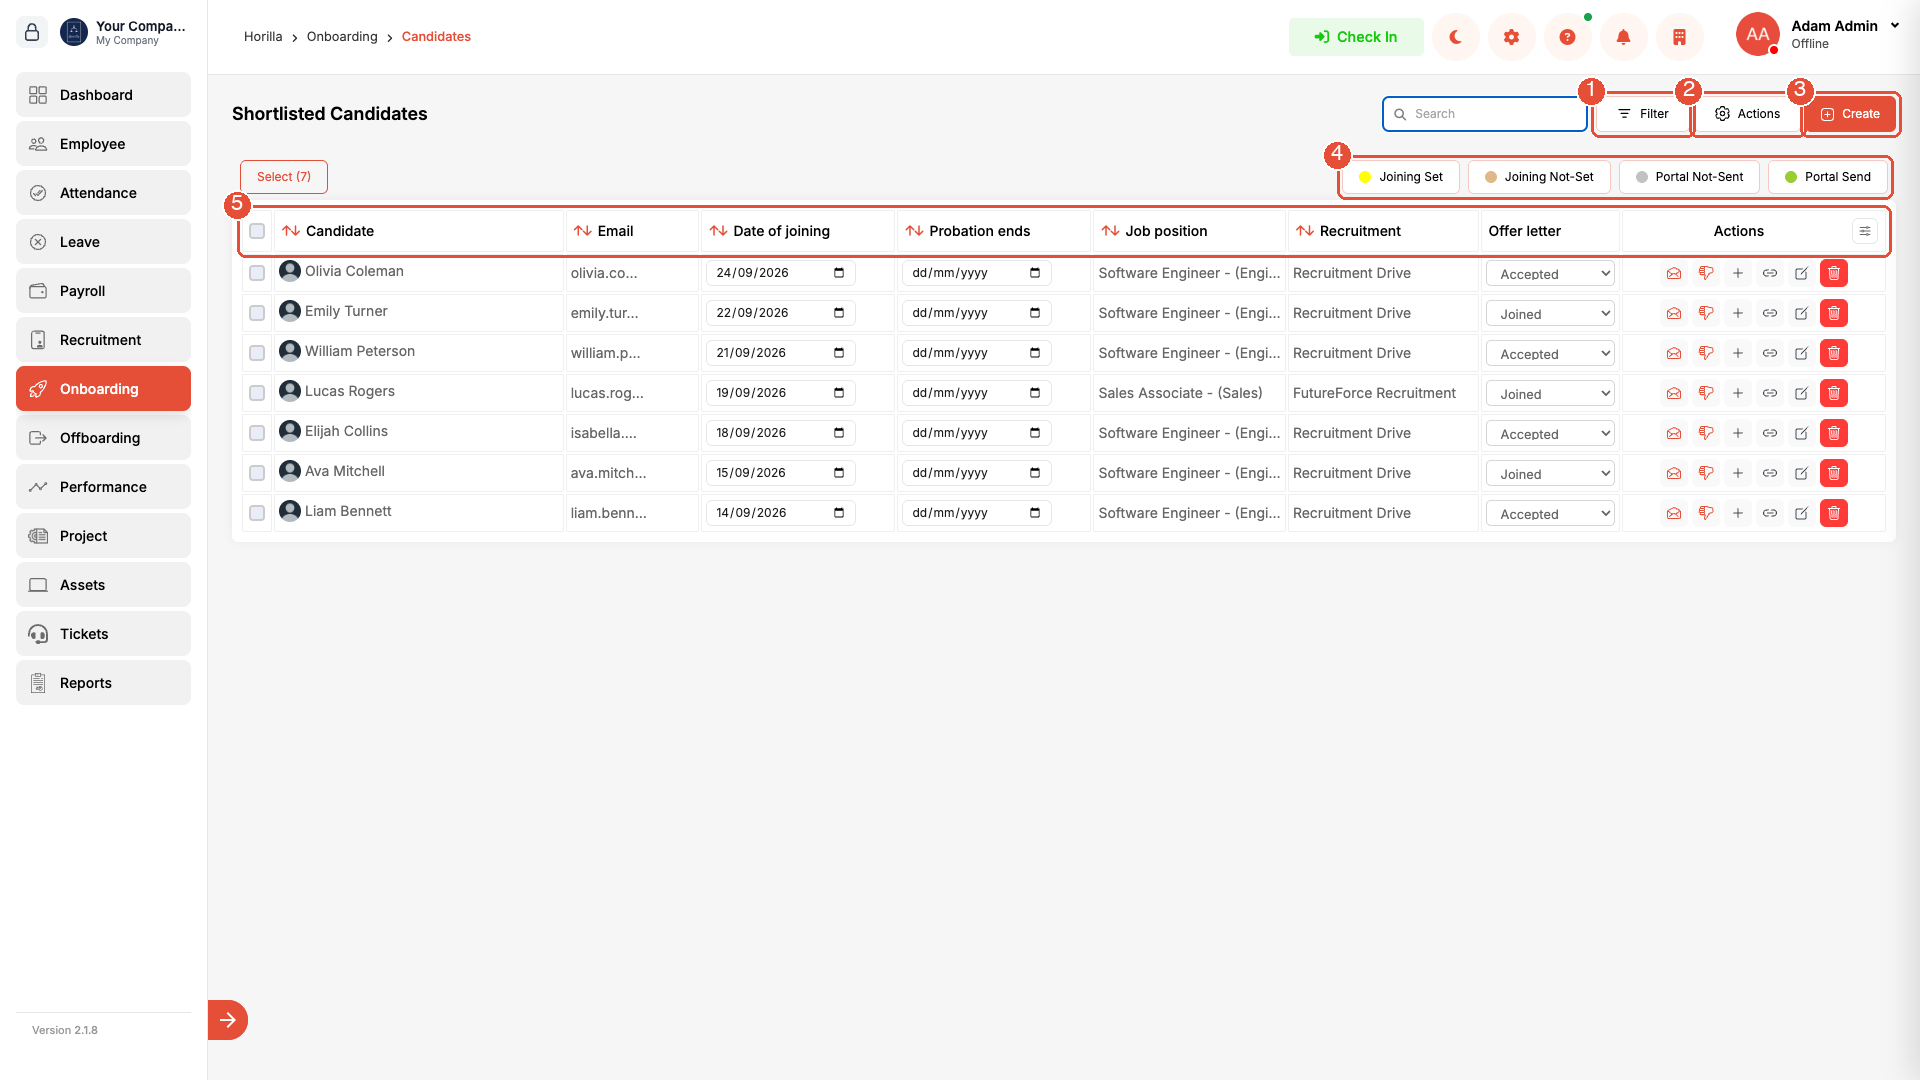 Your Compa...
My Company
Horilla > Onboarding > Candidates
Check In
AA
Adam Admin
Offline
Dashboard
Employee
Attendance
Leave
Payroll
Recruitment
Onboarding
Offboarding
Performance
Project
Assets
Tickets
Reports
Version 2.1.8
Shortlisted Candidates
Search
1 Filter
2 Actions
3 Create
Select (7)
4 Joining Set Joining Not-Set Portal Not-Sent Portal Send
5
Candidate Email Date of joining Probation ends Job position Recruitment Offer letter Actions
Olivia Coleman olivia.co... 24/09/2026 dd/mm/yyyy Software Engineer - (Engi... Recruitment Drive Accepted
Emily Turner emily.tur... 22/09/2026 dd/mm/yyyy Software Engineer - (Engi... Recruitment Drive Joined
William Peterson william.p... 21/09/2026 dd/mm/yyyy Software Engineer - (Engi... Recruitment Drive Accepted
Lucas Rogers lucas.rog... 19/09/2026 dd/mm/yyyy Sales Associate - (Sales) FutureForce Recruitment Joined
Elijah Collins isabella.... 18/09/2026 dd/mm/yyyy Software Engineer - (Engi... Recruitment Drive Accepted
Ava Mitchell ava.mitch... 15/09/2026 dd/mm/yyyy Software Engineer - (Engi... Recruitment Drive Joined
Liam Bennett liam.benn... 14/09/2026 dd/mm/yyyy Software Engineer - (Engi... Recruitment Drive Accepted